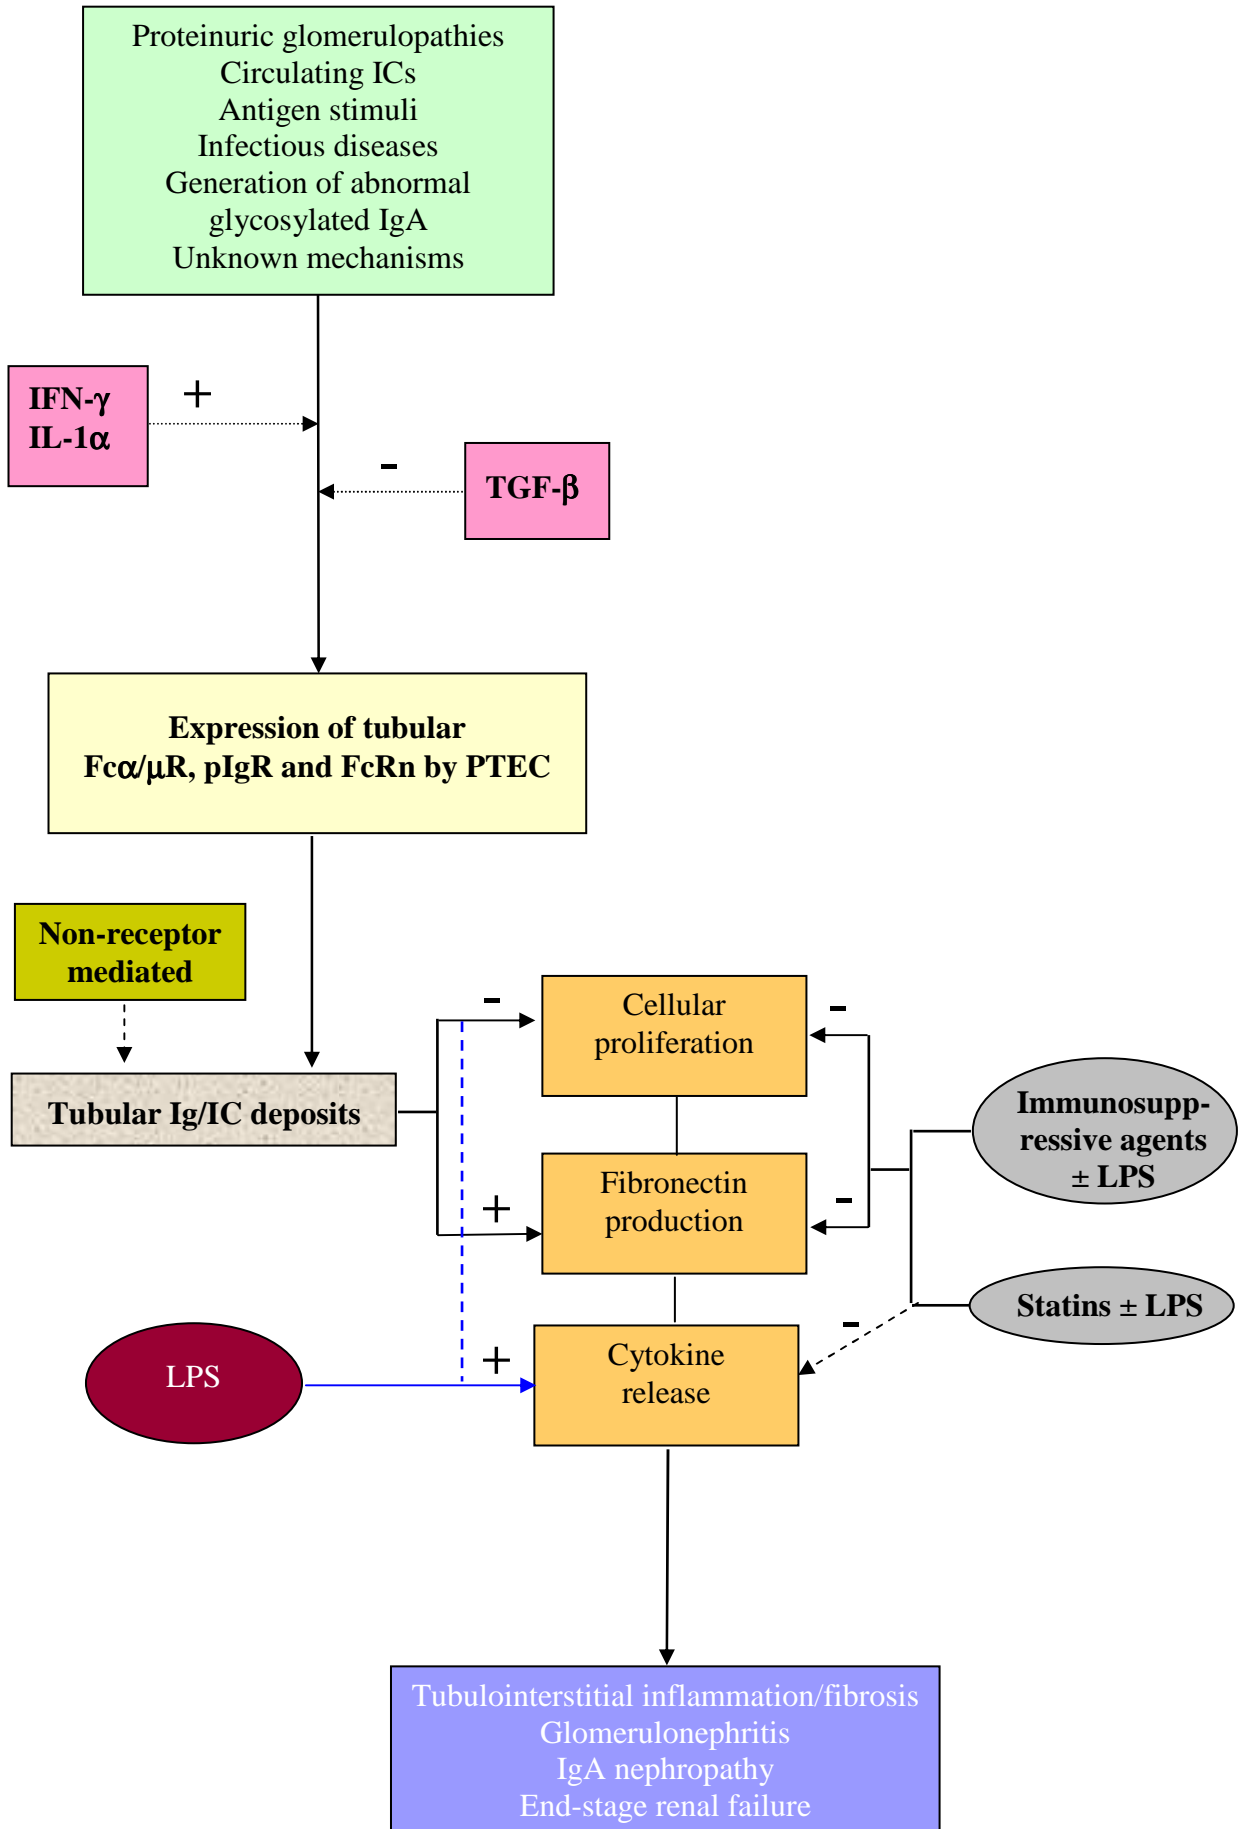 Proteinuric glomerulopathies
Circulating ICs
Antigen stimuli
Infectious diseases
Generation of abnormal
glycosylated IgA
Unknown mechanisms
IFN-γ
IL-1α
+
-
TGF-β
Expression of tubular
Fcα/μR, pIgR and FcRn by PTEC
Non-receptor
mediated
Tubular Ig/IC deposits
-
Cellular
proliferation
-
+
Fibronectin
production
-
Immunosupp-
ressive agents
± LPS
Statins ± LPS
LPS
+
Cytokine
release
-
Tubulointerstitial inflammation/fibrosis
Glomerulonephritis
IgA nephropathy
End-stage renal failure